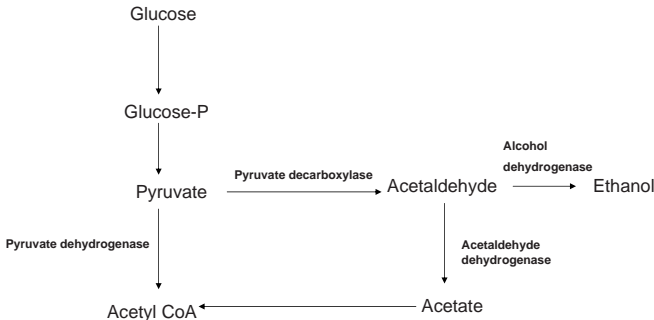 Glucose
Glucose-P
Alcohol
dehydrogenase
Pyruvate decarboxylase
Pyruvate
Acetaldehyde
Ethanol
Pyruvate dehydrogenase
Acetaldehyde
dehydrogenase
Acetyl CoA
Acetate